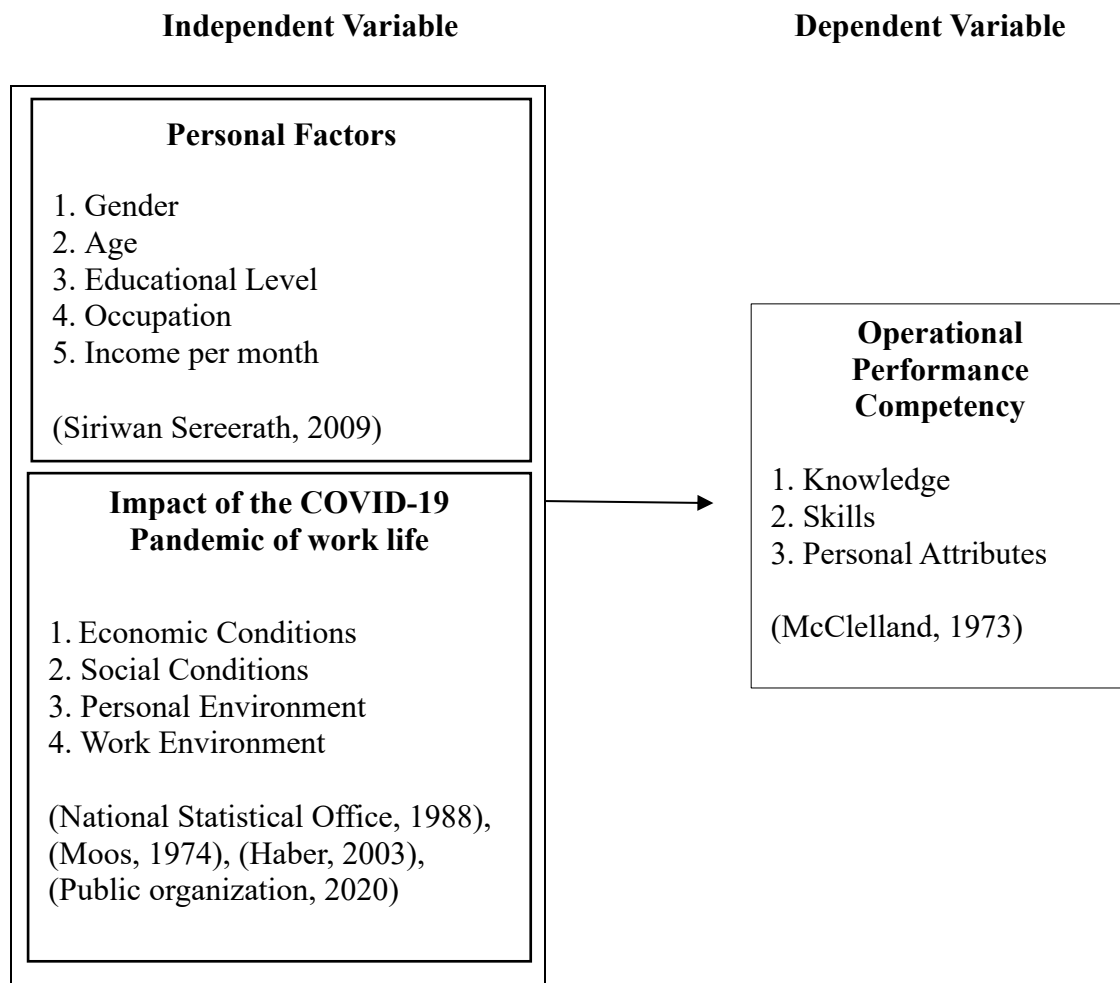 Independent Variable
Dependent Variable
Personal Factors
1. Gender
2. Age
3. Educational Level
4. Occupation
5. Income per month
(Siriwan Sereerath, 2009)
Impact of the COVID-19
Pandemic of work life
1. Economic Conditions
2. Social Conditions
3. Personal Environment
4. Work Environment
(National Statistical Office, 1988),
(Moos, 1974), (Haber, 2003),
(Public organization, 2020)
Operational
Performance
Competency
1. Knowledge
2. Skills
3. Personal Attributes
(McClelland, 1973)